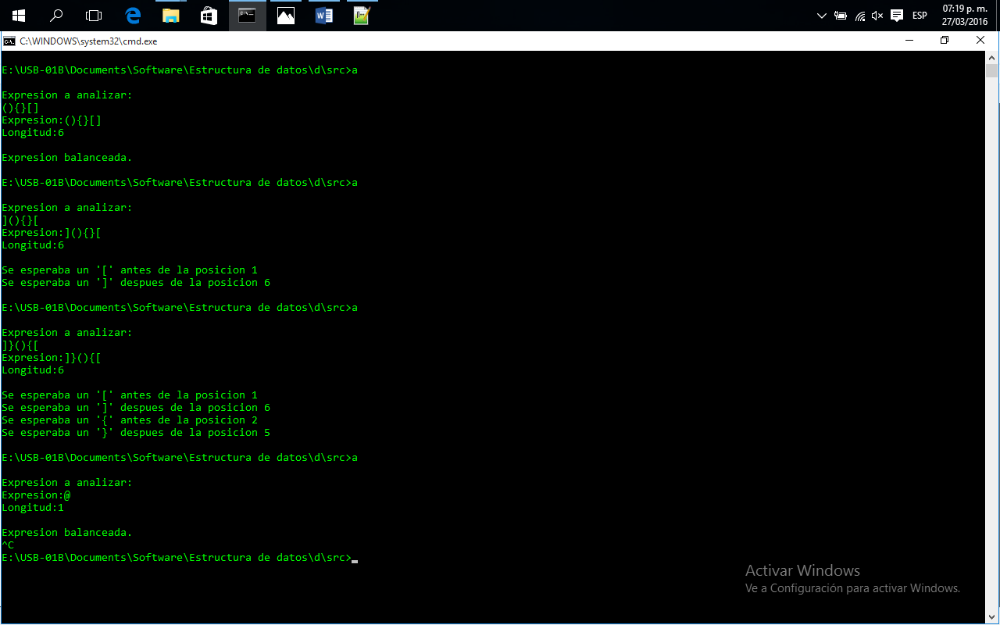 07:19 p. m.
ESP
27/03/2016
C:\WINDOWS\system32\cmd.exe
E:\USB-01B\Documents\Software\Estructura de datos\d\src>a
Expresion a analizar:
(){}[]
Expresion:(){}[]
Longitud:6
Expresion balanceada.
E:\USB-01B\Documents\Software\Estructura de datos\d\src>a
Expresion a analizar:
](){}[
Expresion:](){}[
Longitud:6
Se esperaba un '[' antes de la posicion 1
Se esperaba un ']' despues de la posicion 6
E:\USB-01B\Documents\Software\Estructura de datos\d\src>a
Expresion a analizar:
]}(){[
Expresion:]}(){[
Longitud:6
Se esperaba un '[' antes de la posicion 1
Se esperaba un ']' despues de la posicion 6
Se esperaba un '{' antes de la posicion 2
Se esperaba un '}' despues de la posicion 5
E:\USB-01B\Documents\Software\Estructura de datos\d\src>a
Expresion a analizar:
Expresion:@
Longitud:1
Expresion balanceada.
^C
E:\USB-01B\Documents\Software\Estructura de datos\d\src>
Activar Windows
Ve a Configuración para activar Windows.